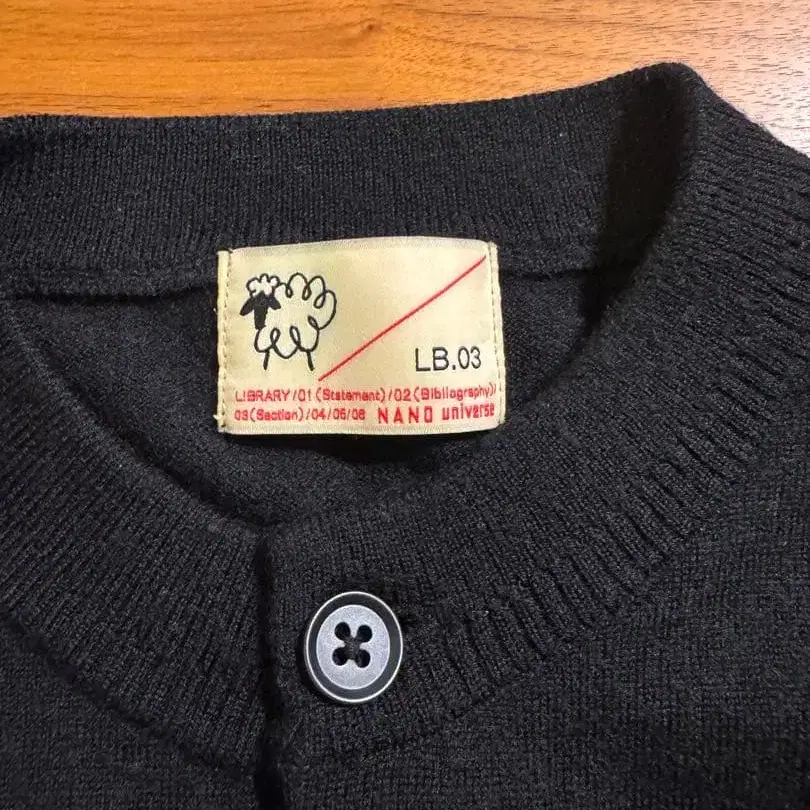 LB.03
LIBRARY/01(Statement)/02(Bibliography)/
03(Section)/04/05/06 NANO universe